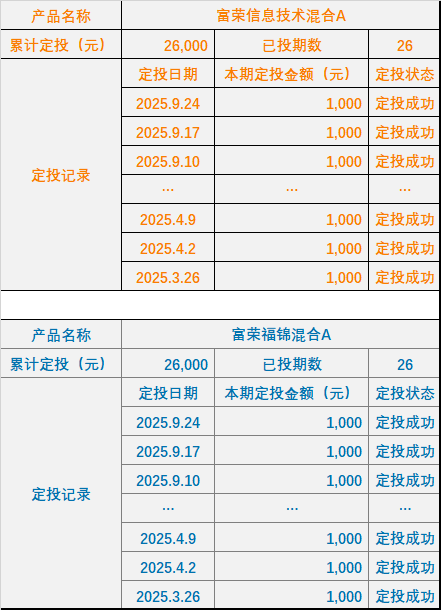 产品名称 富荣信息技术混合A
累计定投（元） 26,000 已投期数 26
定投记录 定投日期 本期定投金额（元） 定投状态
2025.9.24 1,000 定投成功
2025.9.17 1,000 定投成功
2025.9.10 1,000 定投成功
... ... ...
2025.4.9 1,000 定投成功
2025.4.2 1,000 定投成功
2025.3.26 1,000 定投成功
产品名称 富荣福锦混合A
累计定投（元） 26,000 已投期数 26
定投记录 定投日期 本期定投金额（元） 定投状态
2025.9.24 1,000 定投成功
2025.9.17 1,000 定投成功
2025.9.10 1,000 定投成功
... ... ...
2025.4.9 1,000 定投成功
2025.4.2 1,000 定投成功
2025.3.26 1,000 定投成功